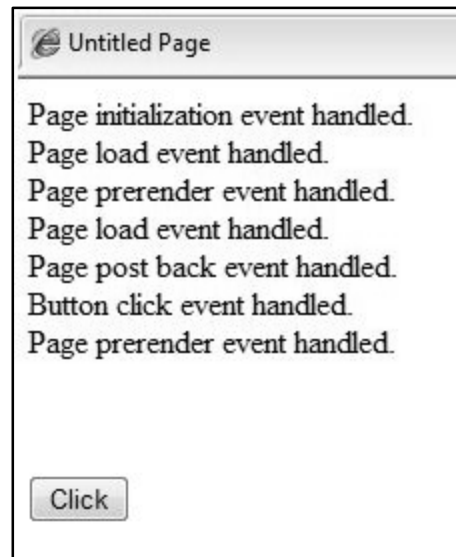 Untitled Page
Page initialization event handled.
Page load event handled.
Page prerender event handled.
Page load event handled.
Page post back event handled.
Button click event handled.
Page prerender event handled.
Click